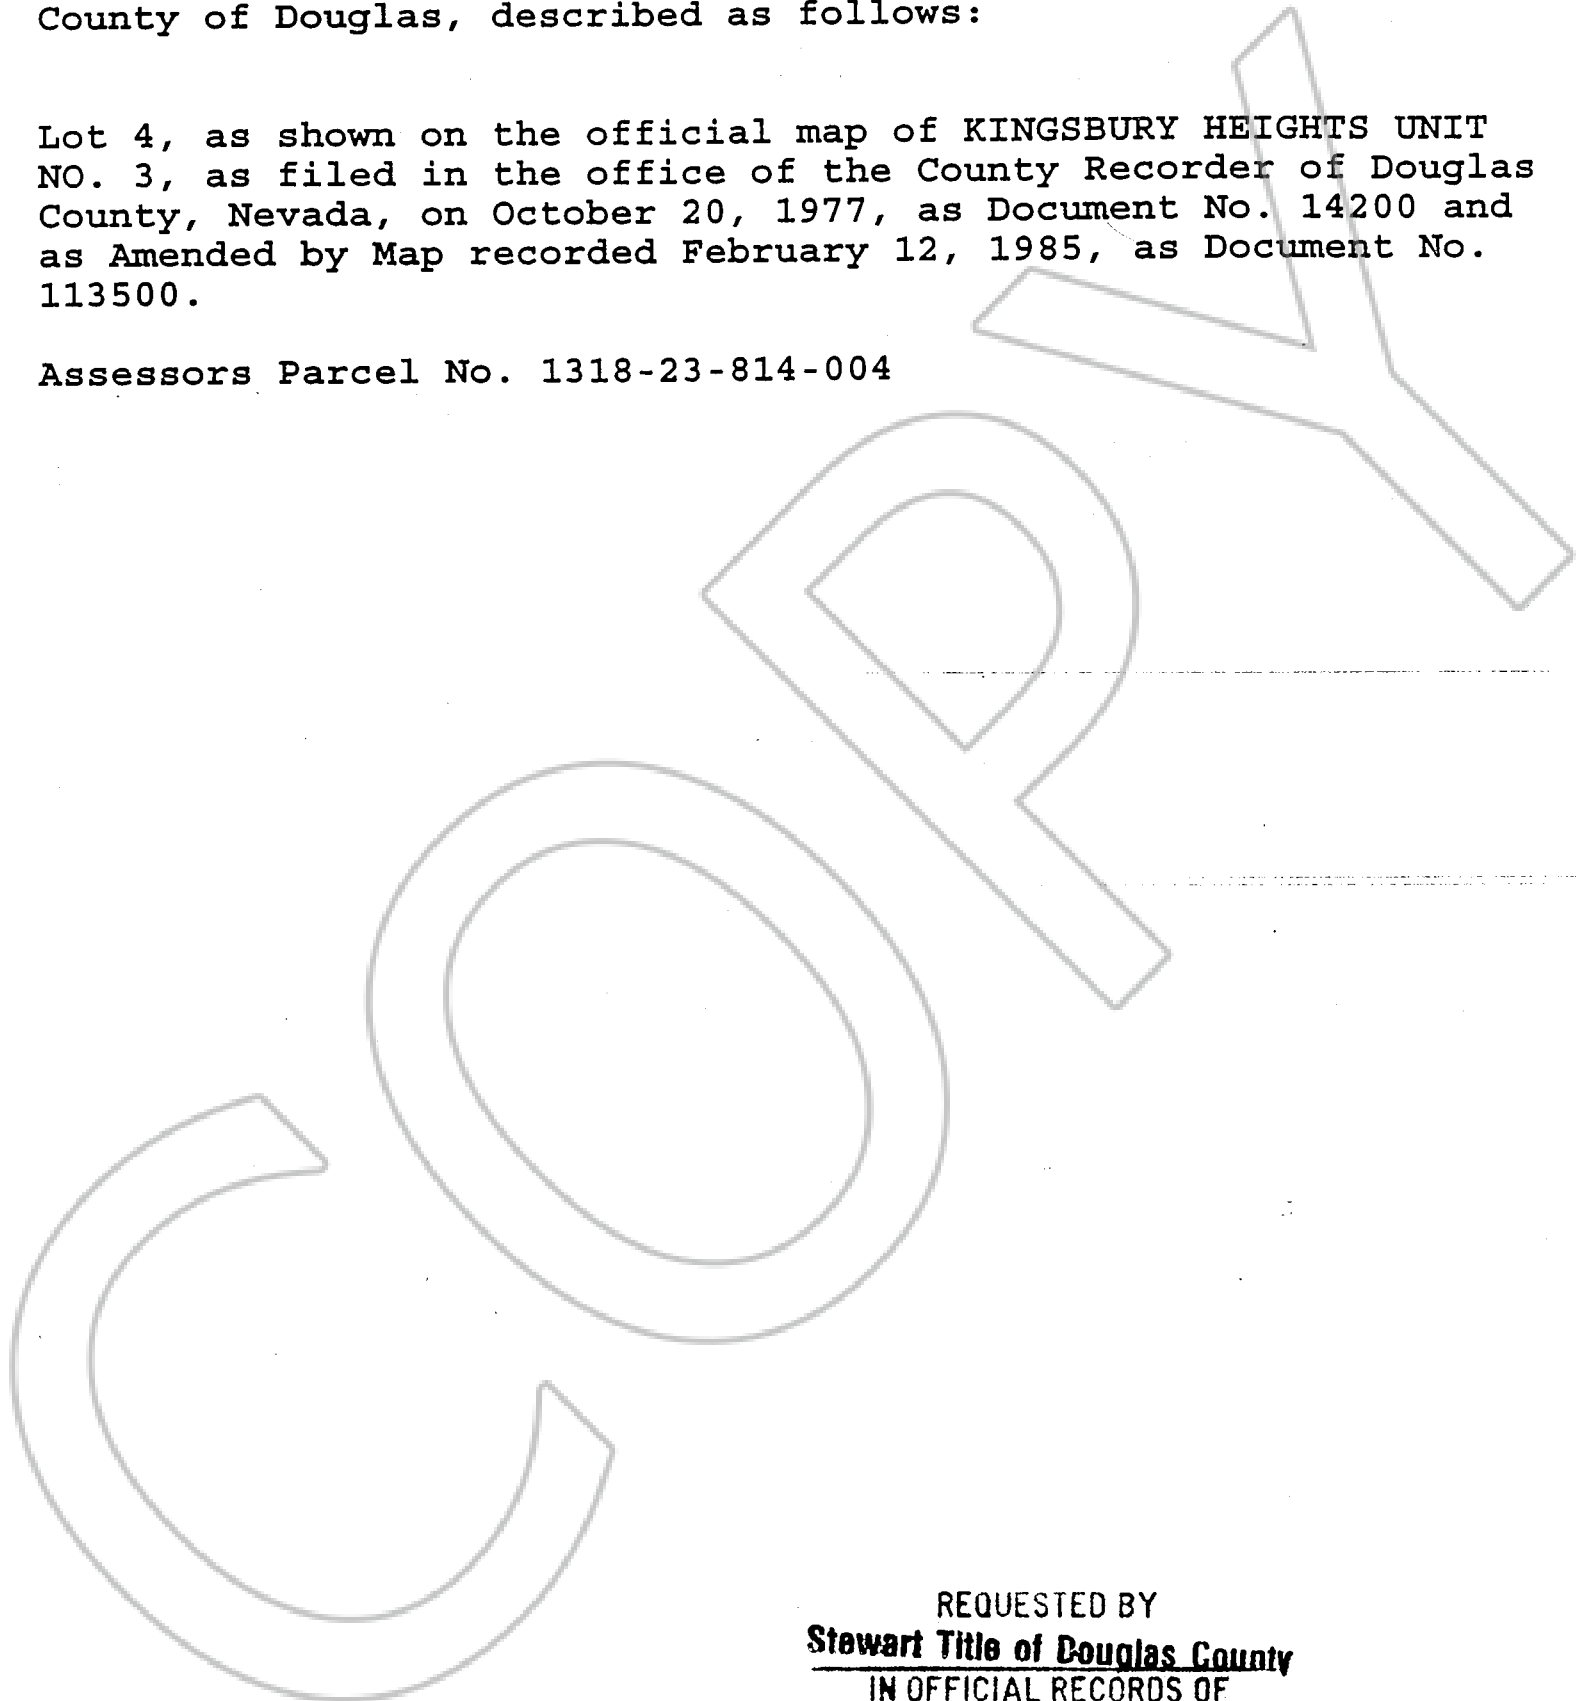 County of Douglas, described as follows:
Lot 4, as shown on the official map of KINGSBURY HEIGHTS UNIT
NO. 3, as filed in the office of the County Recorder of Douglas
County, Nevada, on October 20, 1977, as Document No. 14200 and
as Amended by Map recorded February 12, 1985, as Document No.
113500.
Assessors Parcel No. 1318-23-814-004
COPY
REQUESTED BY
Stewart Title of Douglas County
IN OFFICIAL RECORDS OF